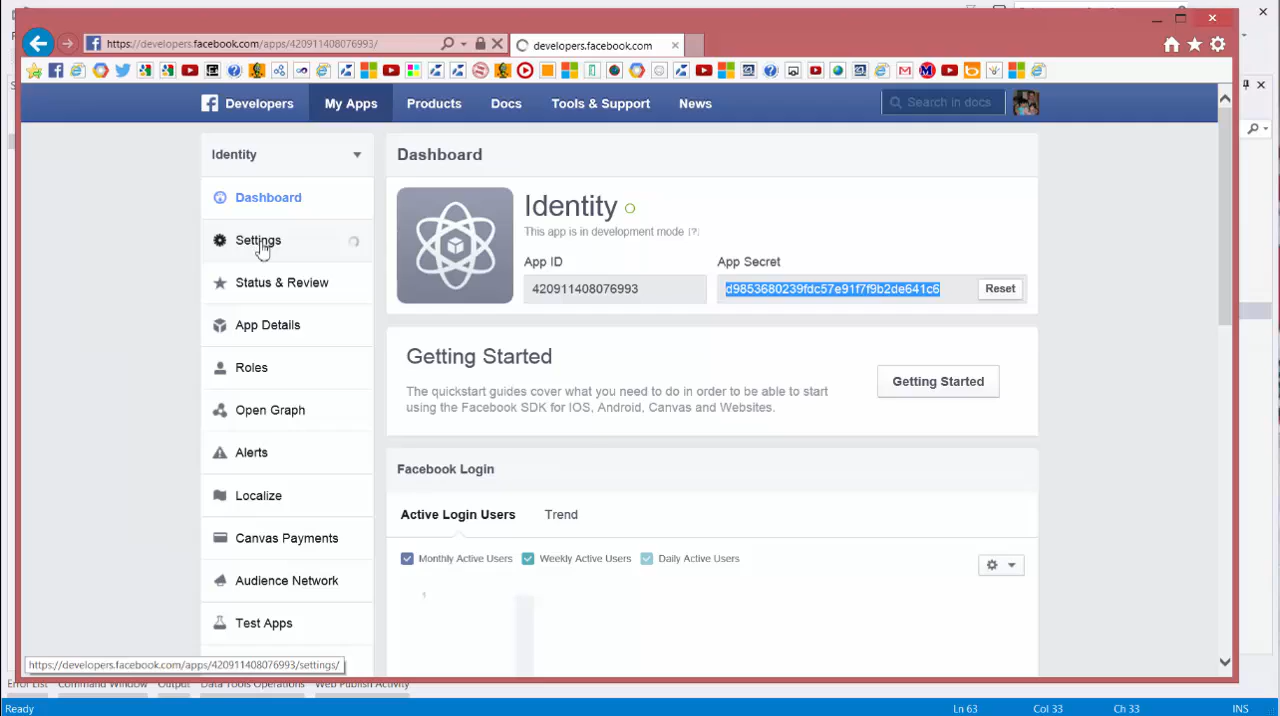 https://developers.facebook.com/apps/420911408076993/
developers.facebook.com
Developers
My Apps
Products
Docs
Tools & Support
News
Search in docs
Identity
Dashboard
Settings
Status & Review
App Details
Roles
Open Graph
Alerts
Localize
Canvas Payments
Audience Network
Test Apps
Dashboard
Identity
This app is in development mode [?]
App ID
App Secret
420911408076993
d9853680239fdc57e91f7f9b2de641c6
Reset
Getting Started
The quickstart guides cover what you need to do in order to be able to start
using the Facebook SDK for IOS, Android, Canvas and Websites.
Getting Started
Facebook Login
Active Login Users
Trend
Monthly Active Users
Weekly Active Users
Daily Active Users
1
https://developers.facebook.com/apps/420911408076993/settings/
Error List
Command Window
Output
Data Tools Operations
Web Publish Activity
Ready
Ln 63
Col 33
Ch 33
INS